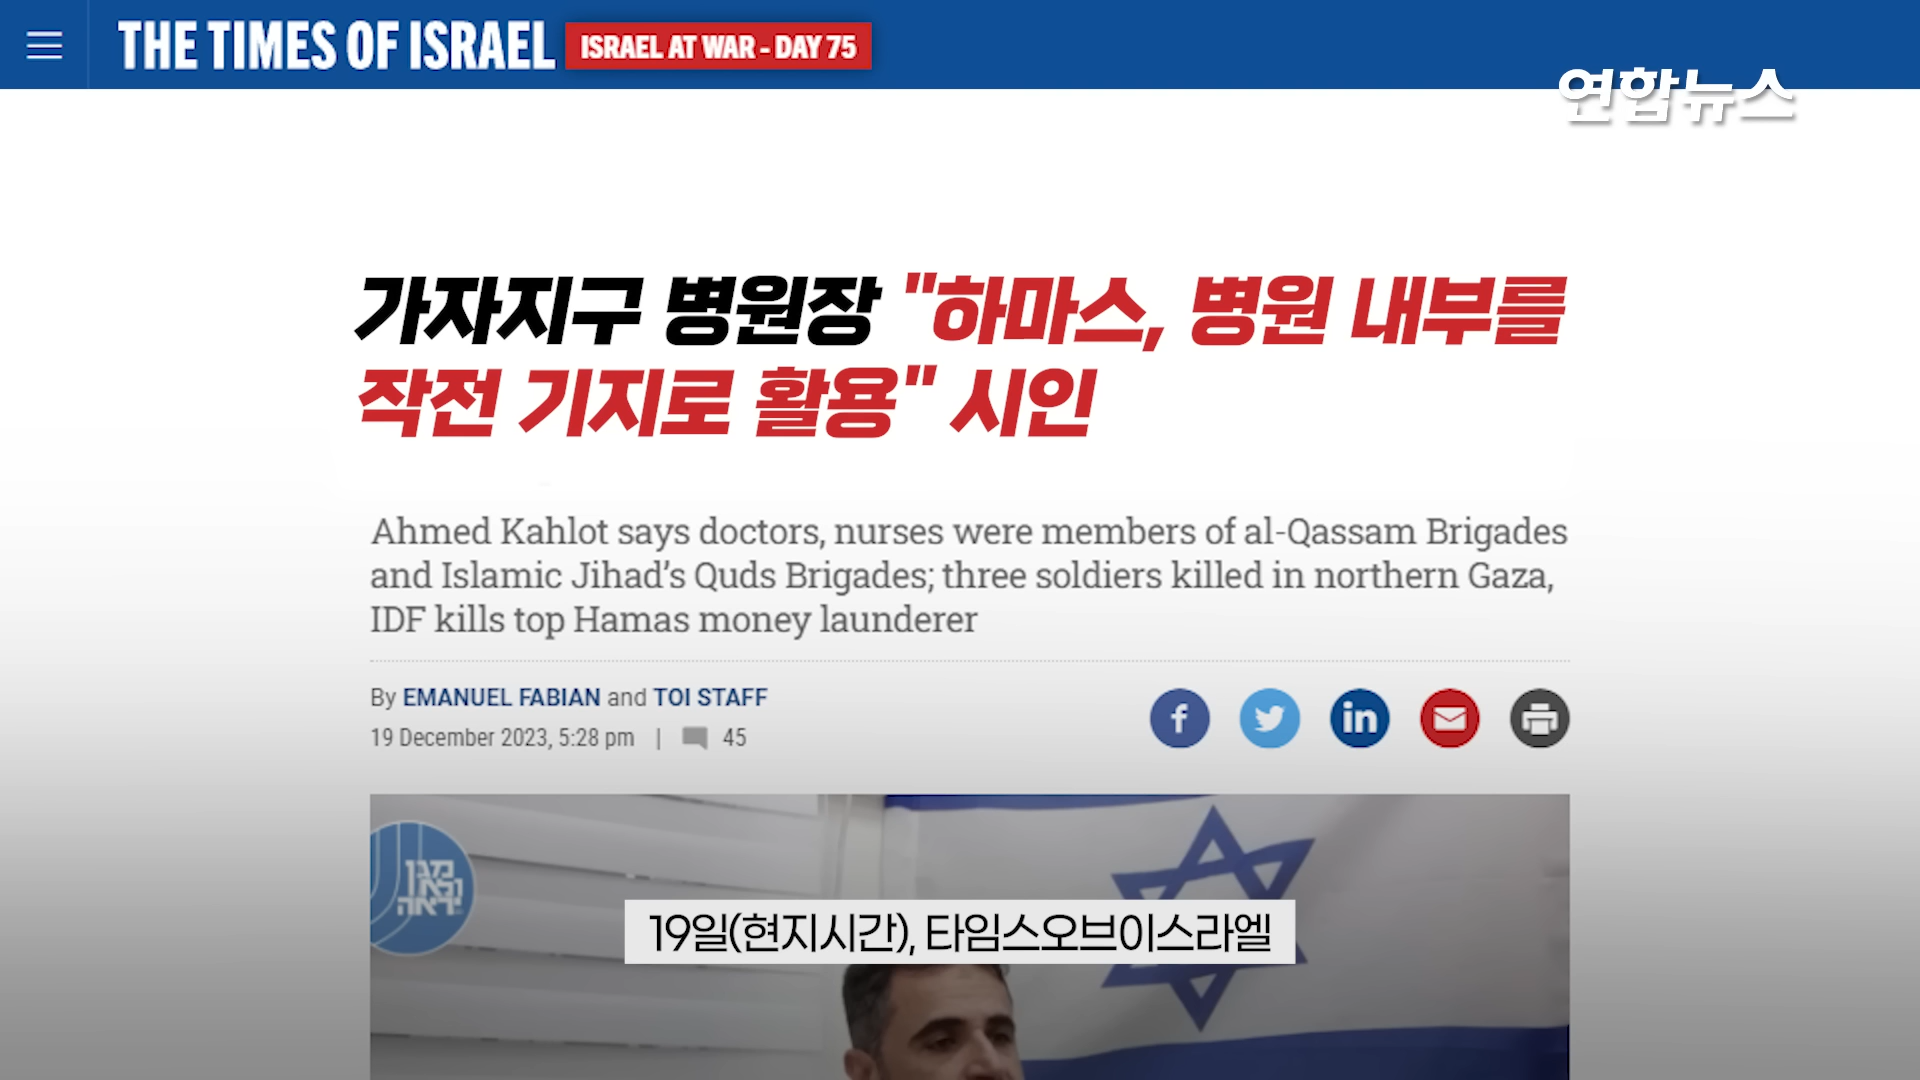 THE TIMES OF ISRAEL
ISRAEL AT WAR - DAY 75
연합뉴스
가자지구 병원장 "하마스, 병원 내부를
작전 기지로 활용" 시인
Ahmed Kahlot says doctors, nurses were members of al-Qassam Brigades
and Islamic Jihad's Quds Brigades; three soldiers killed in northern Gaza,
IDF kills top Hamas money launderer
By EMANUEL FABIAN and TOI STAFF
19 December 2023, 5:28 pm | 45
f
in
19일(현지시간), 타임스오브이스라엘